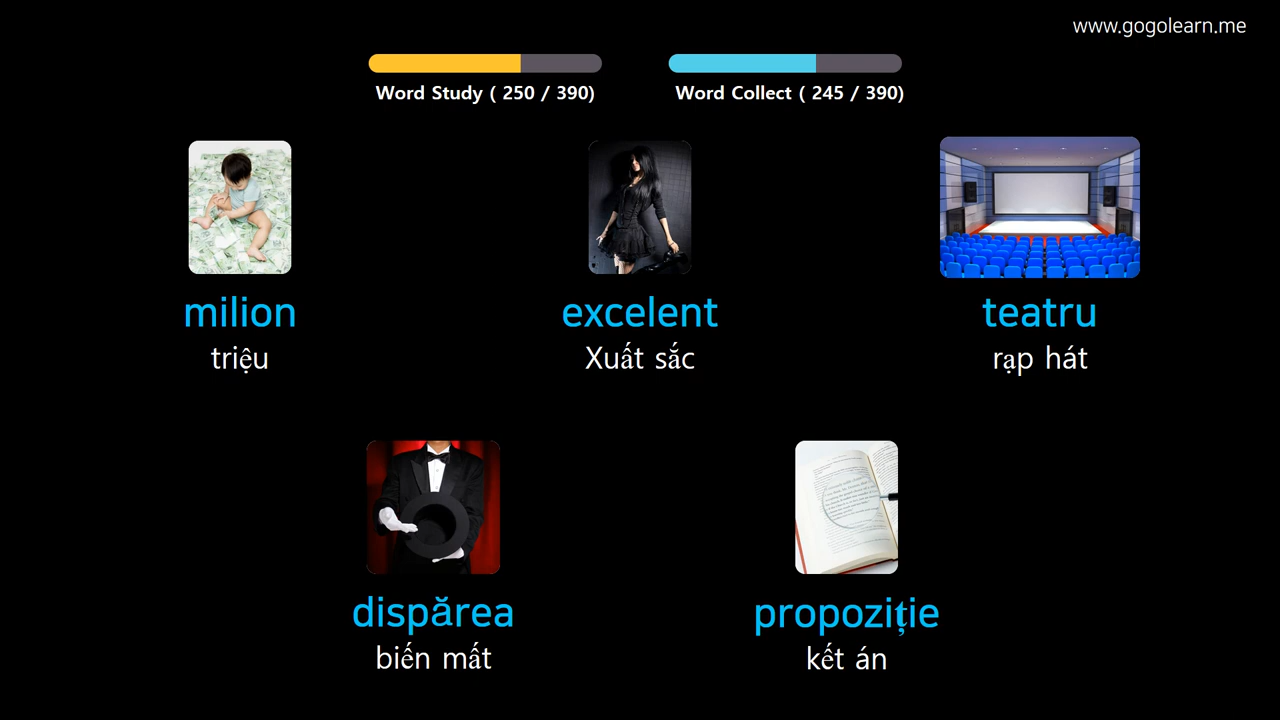 www.gogolearn.me
Word Study ( 250 / 390)
Word Collect ( 245 / 390)
milion
triệu
excelent
Xuất sắc
teatru
rạp hát
dispărea
biến mất
propoziție
kết án